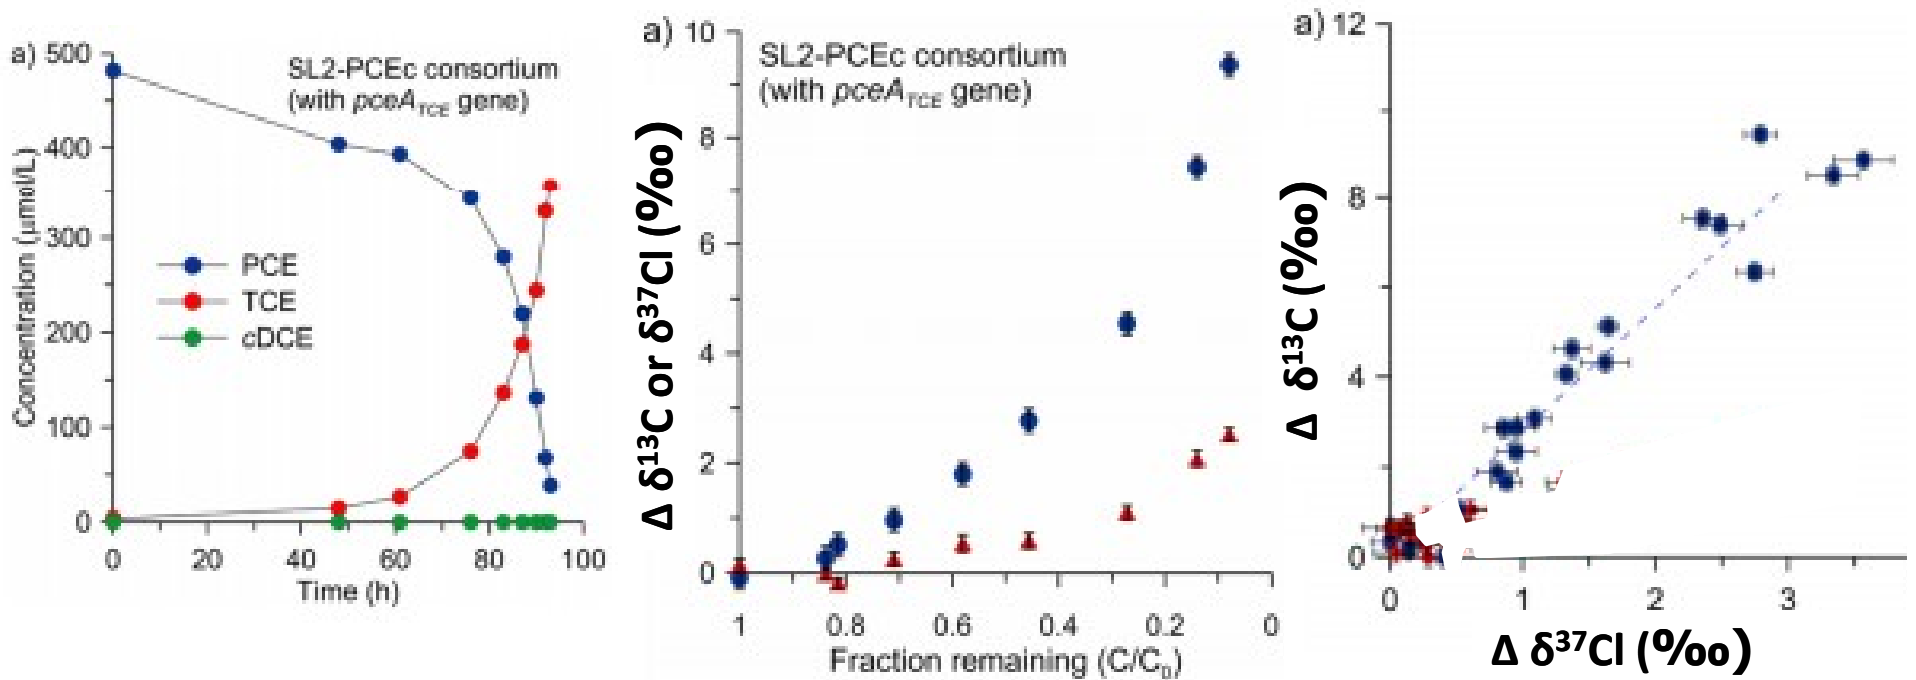 a)
500
400
300
200
100
0
Concentration (µmol/L)
SL2-PCEc consortium
(with pceA_TCE gene)
PCE
TCE
cDCE
0 20 40 60 80 100
Time (h)
a)
10
8
6
4
2
0
Δ δ¹³C or δ³⁷Cl (‰)
SL2-PCEc consortium
(with pceA_TCE gene)
1 0.8 0.6 0.4 0.2 0
Fraction remaining (C/C₀)
a)
12
8
4
0
Δ δ¹³C (‰)
0 1 2 3
Δ δ³⁷Cl (‰)